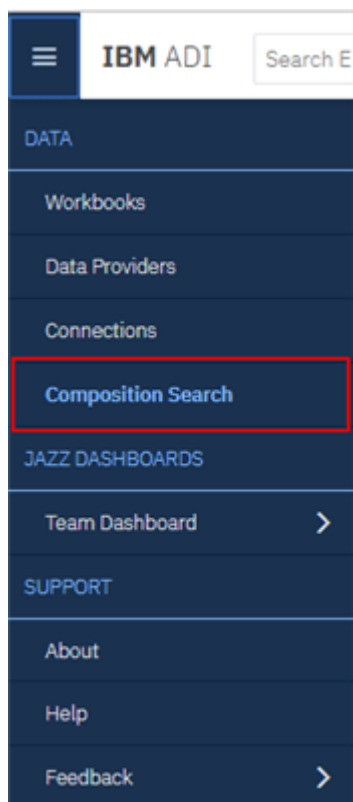 IBM ADI
Search E
DATA
Workbooks
Data Providers
Connections
Composition Search
JAZZ DASHBOARDS
Team Dashboard
SUPPORT
About
Help
Feedback